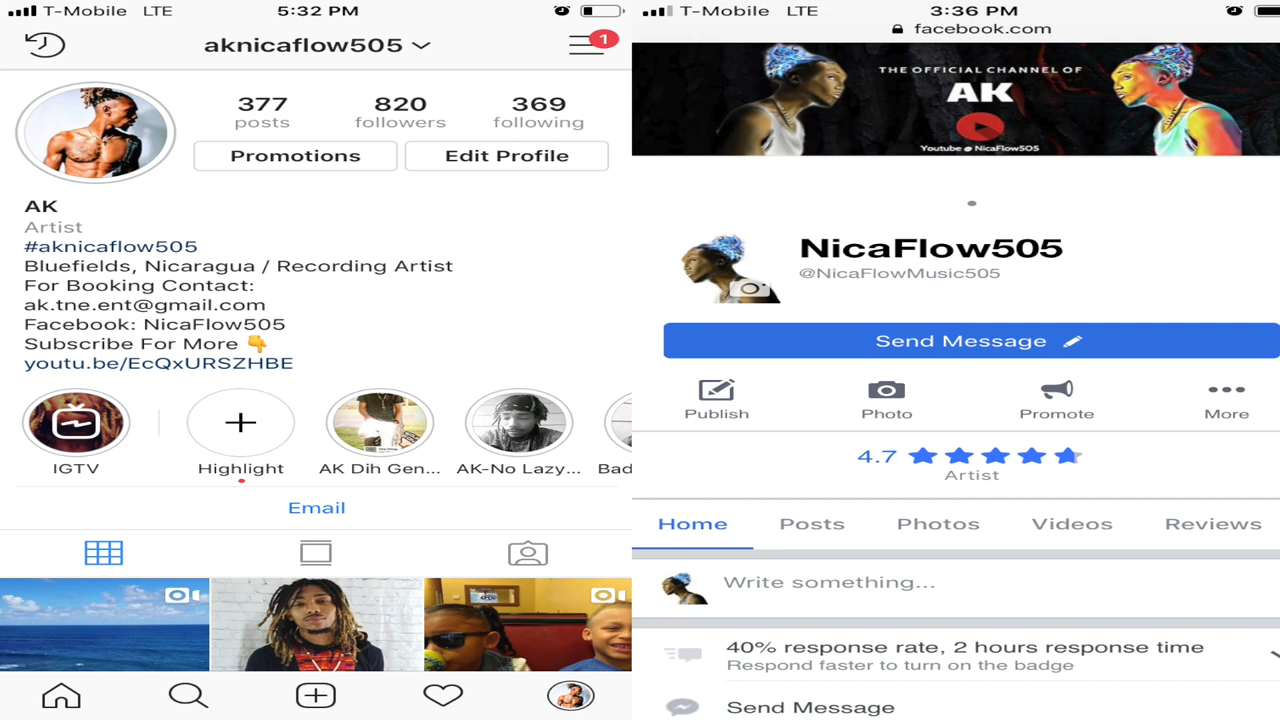 T-Mobile LTE 5:32 PM
aknicaflow505
1
377 820 369
posts followers following
Promotions Edit Profile
AK
Artist
#aknicaflow505
Bluefields, Nicaragua / Recording Artist
For Booking Contact:
ak.tne.ent@gmail.com
Facebook: NicaFlow505
Subscribe For More 👇
youtu.be/EcQxURSZHBE
IGTV Highlight AK Dih Gen... AK-No Lazy... Bad
Email
T-Mobile LTE 3:36 PM
facebook.com
THE OFFICIAL CHANNEL OF
AK
Youtube @ NicaFlow505
NicaFlow505
@NicaFlowMusic505
Send Message
Publish Photo Promote More
4.7
Artist
Home Posts Photos Videos Reviews
Write something...
40% response rate, 2 hours response time
Respond faster to turn on the badge
Send Message